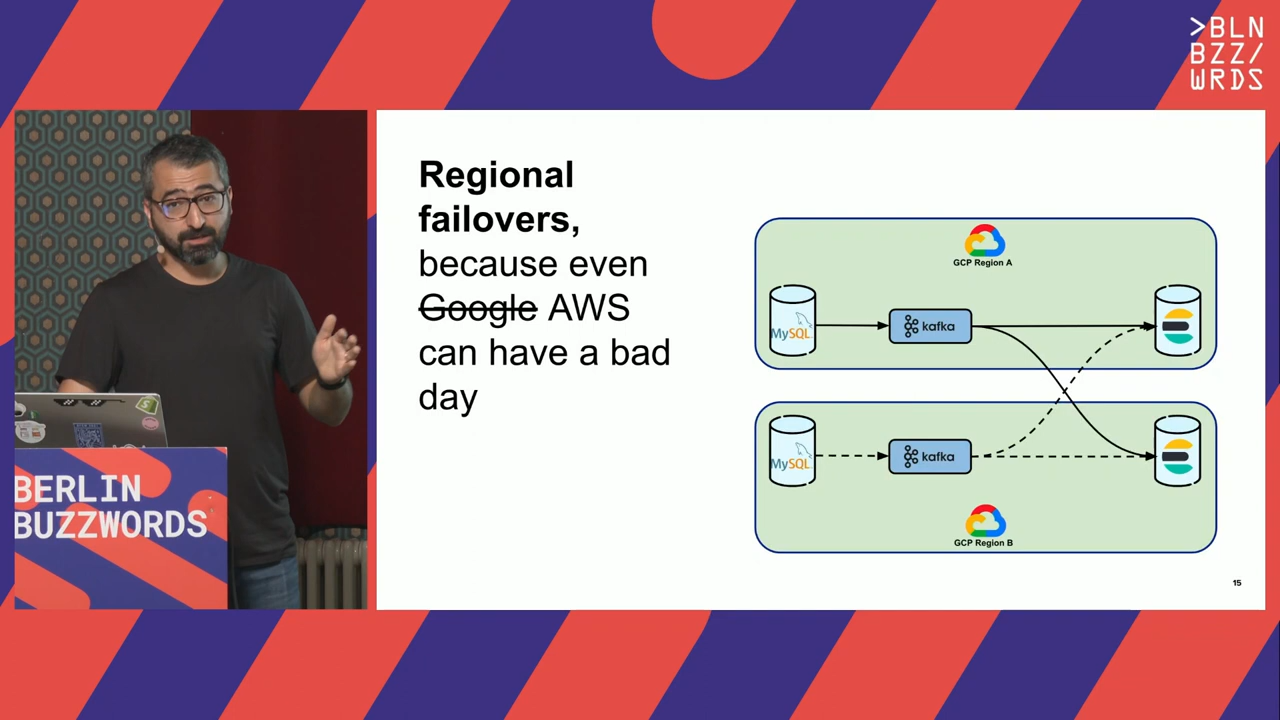 >BLN
BZZ/
WRDS
Regional
failovers,
because even
Google AWS
can have a bad
day
GCP Region A
MySQL
kafka
MySQL
kafka
GCP Region B
15
BERLIN
BUZZWORDS